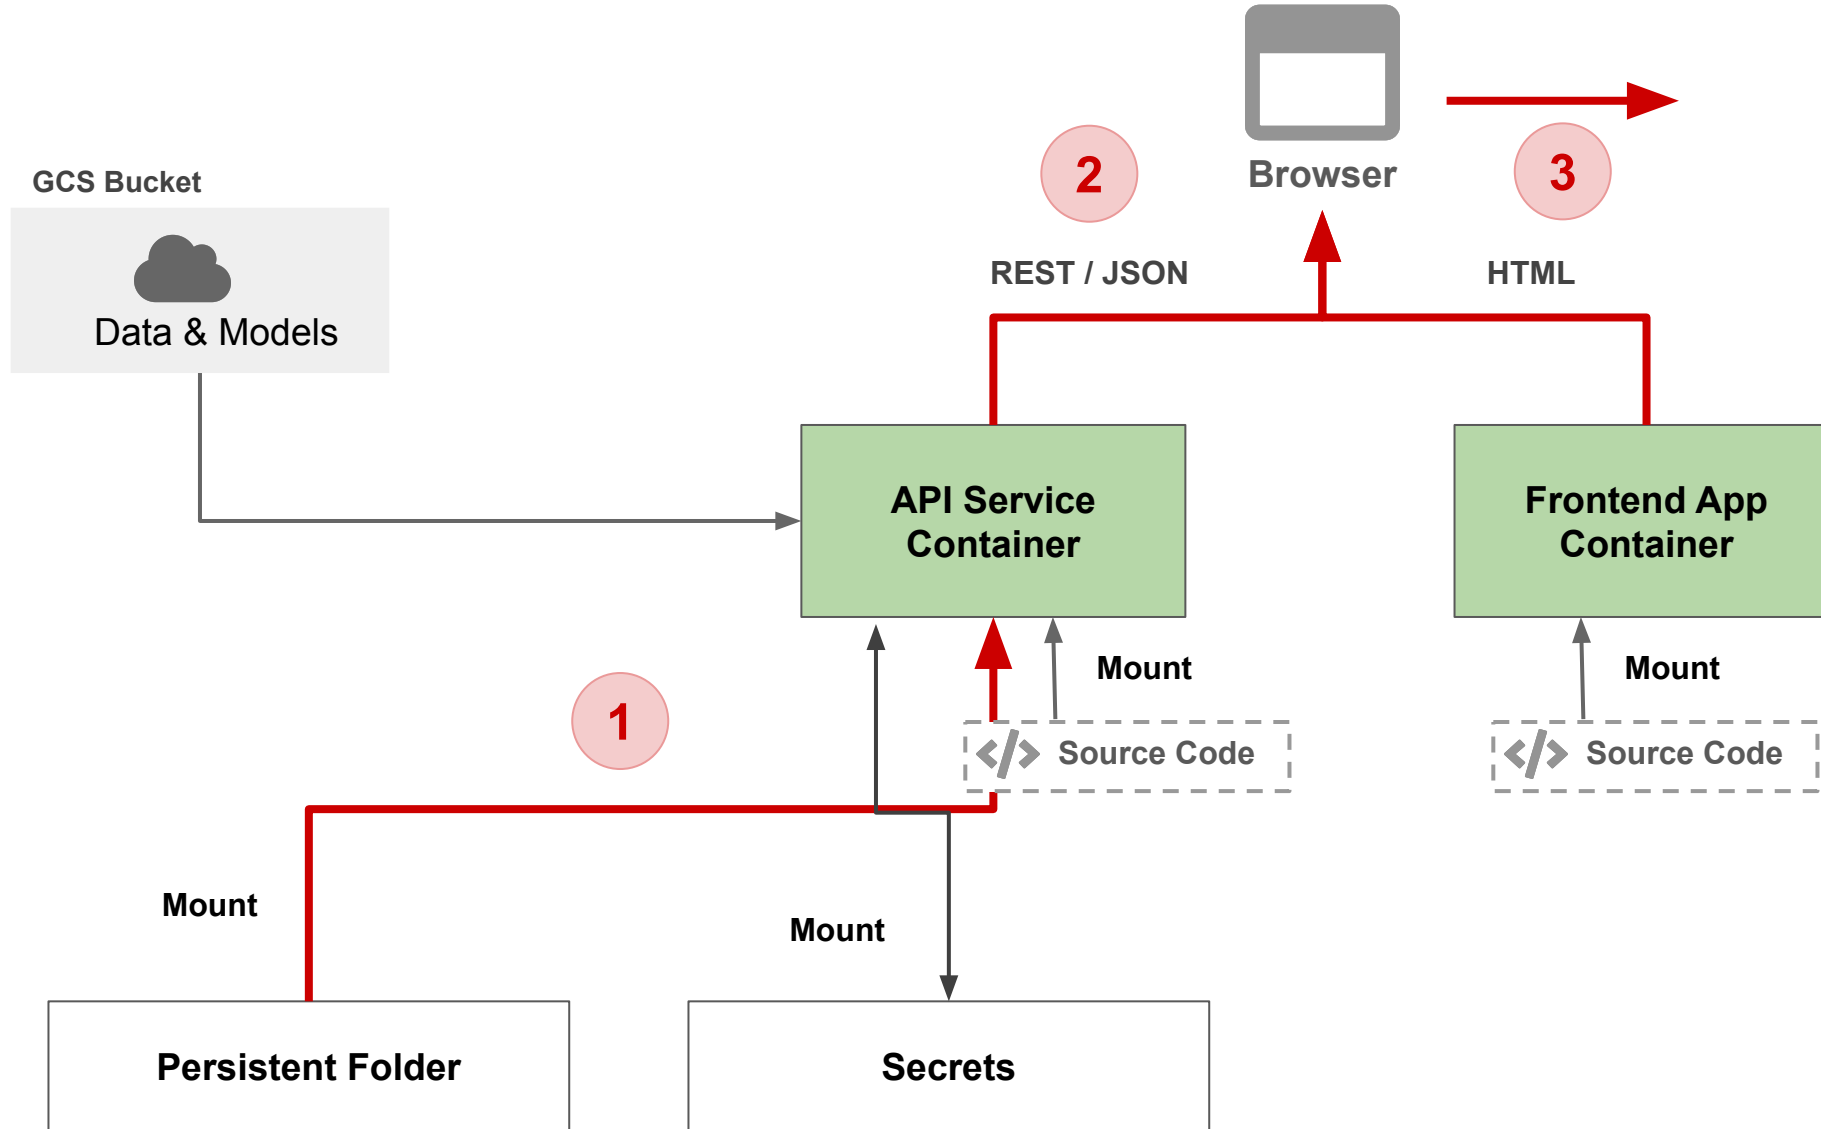 GCS Bucket
Data & Models
2
Browser
3
REST / JSON
HTML
API Service
Container
Frontend App
Container
Mount
Mount
1
</> Source Code
</> Source Code
Mount
Mount
Persistent Folder
Secrets